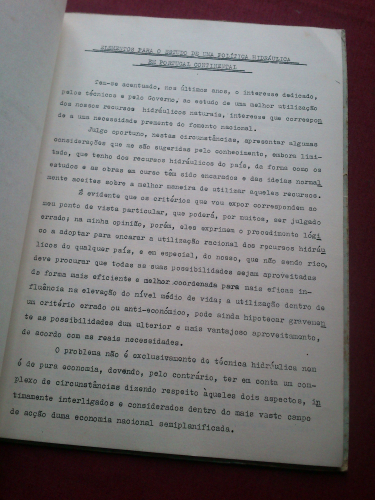 ELEMENTOS PARA O ESTUDO DE UMA POLÍTICA HIDRÁULICA
EM PORTUGAL CONTINENTAL
Tem-se acentuado, nos últimos anos, o interesse dedicado,
pelos técnicos e pelo Governo, ao estudo de uma melhor utilização
dos nossos recursos hidráulicos naturais, interesse que correspon
de a uma necessidade premente do fomento nacional.
Julgo oportuno, nestas circunstâncias, apresentar algumas
considerações que me são sugeridas pelo conhecimento, embora limi-
tado, que tenho dos recursos hidráulicos do país, da forma como os
estudos e as obras em curso têm sido encarados e das ideias normal
mente aceites sobre a melhor maneira de utilizar aqueles recursos.
É evidente que os critérios que vou expor correspondem ao
meu ponto de vista particular, que poderá, por muitos, ser julgado
errado; na minha opinião, porém, eles exprimem o procedimento lógi
co a adoptar para encarar a utilização racional dos recursos hidráu
licos do qualquer país, e em especial, do nosso, que não sendo rico,
deve procurar que todas as suas possibilidades sejam aproveitadas
da forma mais eficiente e melhor coordenada para mais eficaz in-
fluência na elevação do nível médio de vida; a utilização dentro de
um critério errado ou anti-económico, pode ainda hipotecar gravemen
te as possibilidades dum ulterior e mais vantajoso aproveitamento,
de acordo com as reais necessidades.
O problema não é exclusivamente da técnica hidráulica nem
é de pura economia, devendo, pelo contrário, ter em conta um com-
plexo de circunstâncias dizendo respeito àqueles dois aspectos, in
timamente interligados e considerados dentro do mais vasto campo
de acção duma economia nacional semiplanificada.